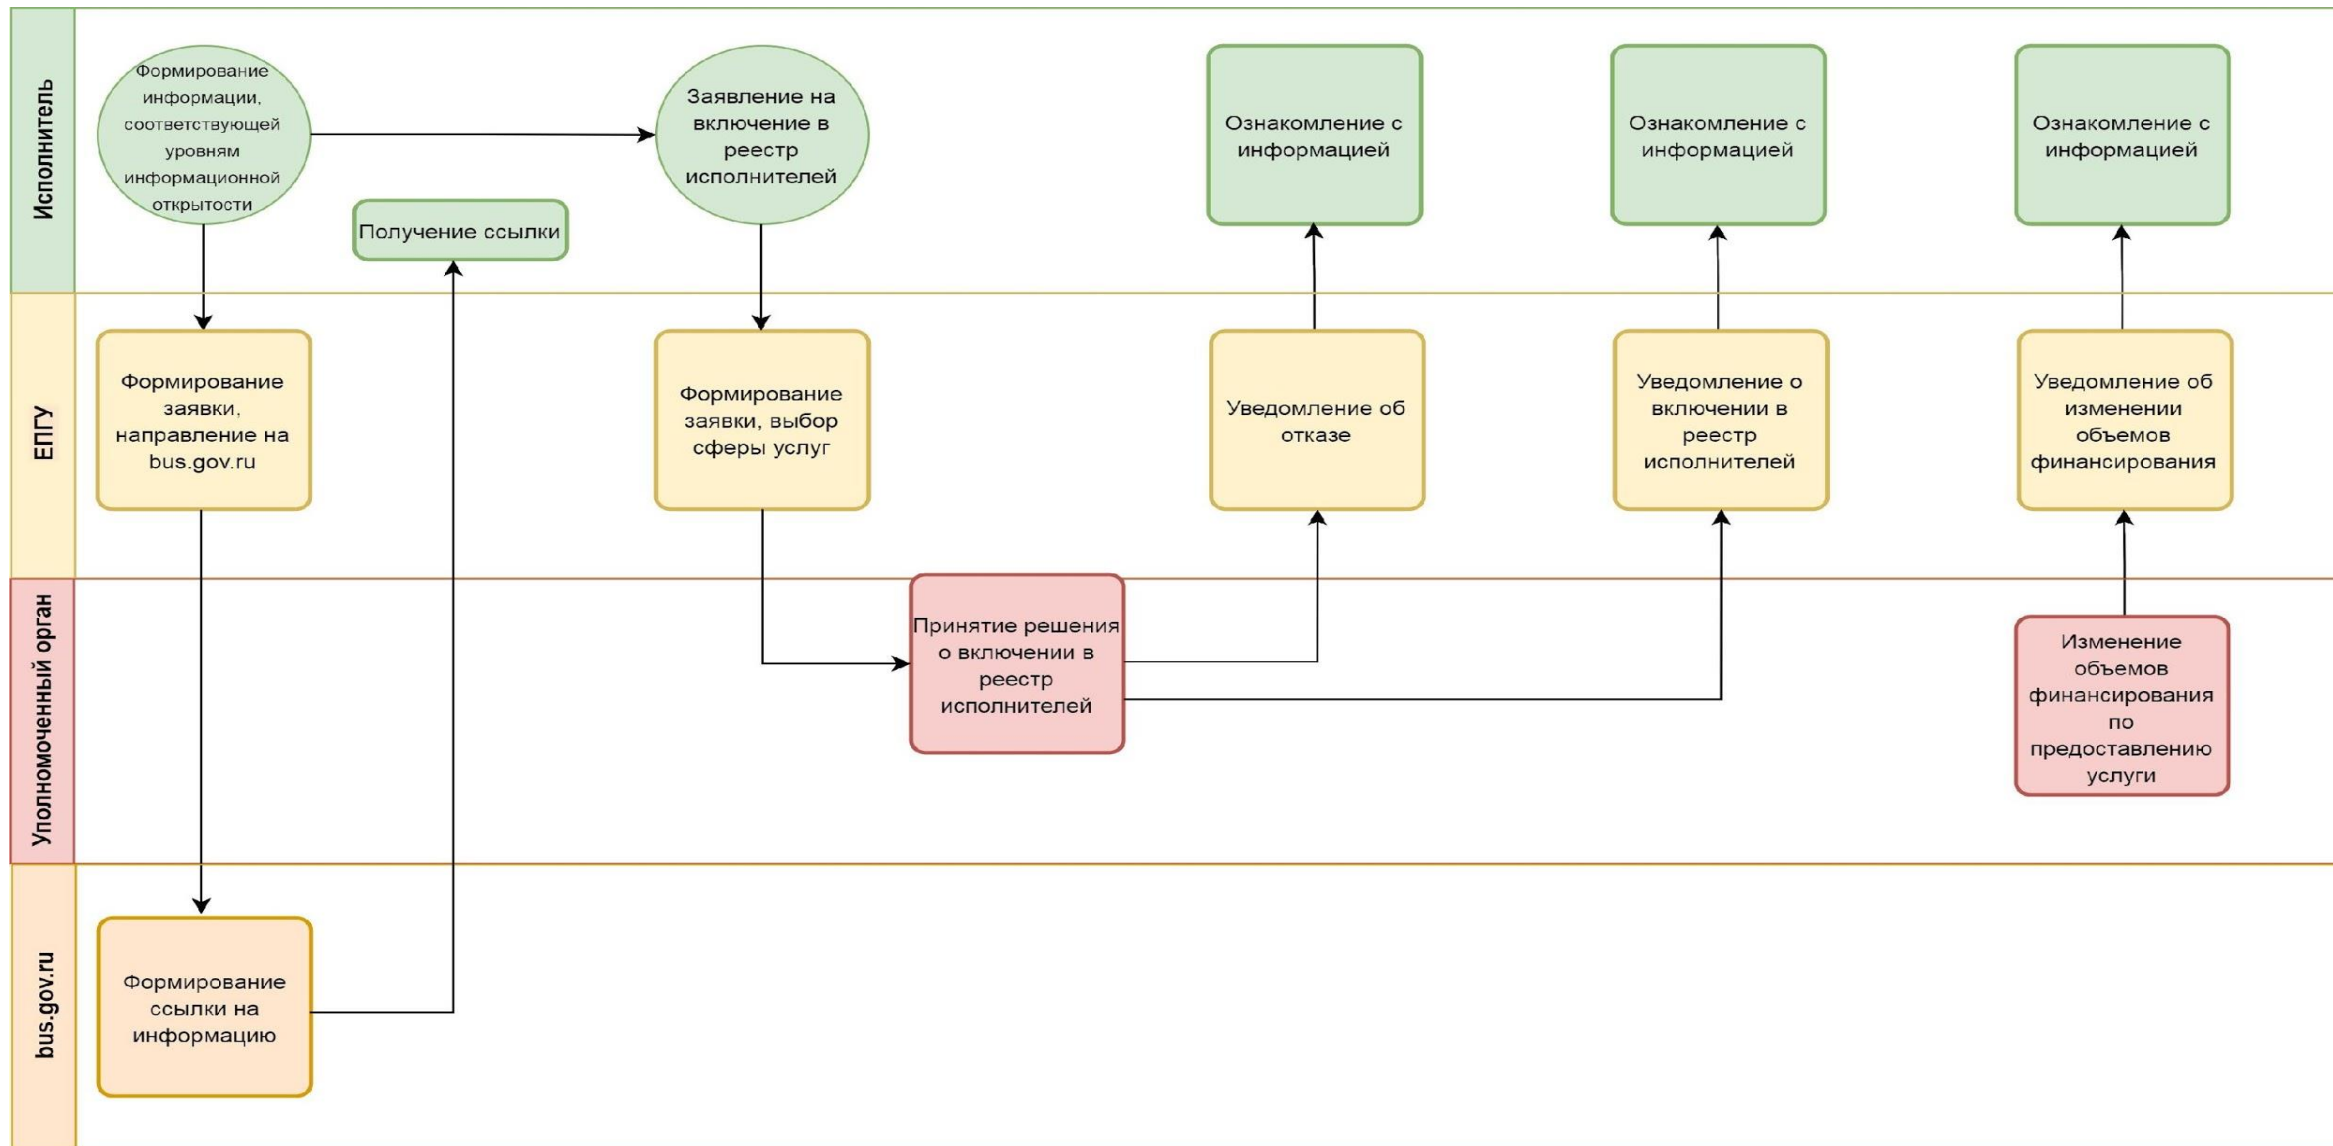 Исполнитель
Формирование
информации,
соответствующей
уровням
информационной
открытости
Получение ссылки
Заявление на
включение в
реестр
исполнителей
Ознакомление с
информацией
Ознакомление с
информацией
Ознакомление с
информацией
ЕПГУ
Формирование
заявки,
направление на
bus.gov.ru
Формирование
заявки, выбор
сферы услуг
Уведомление об
отказе
Уведомление о
включении в
реестр
исполнителей
Уведомление об
изменении
объемов
финансирования
Уполномоченный орган
Принятие решения
о включении в
реестр
исполнителей
Изменение
объемов
финансирования
по
предоставлению
услуги
bus.gov.ru
Формирование
ссылки на
информацию